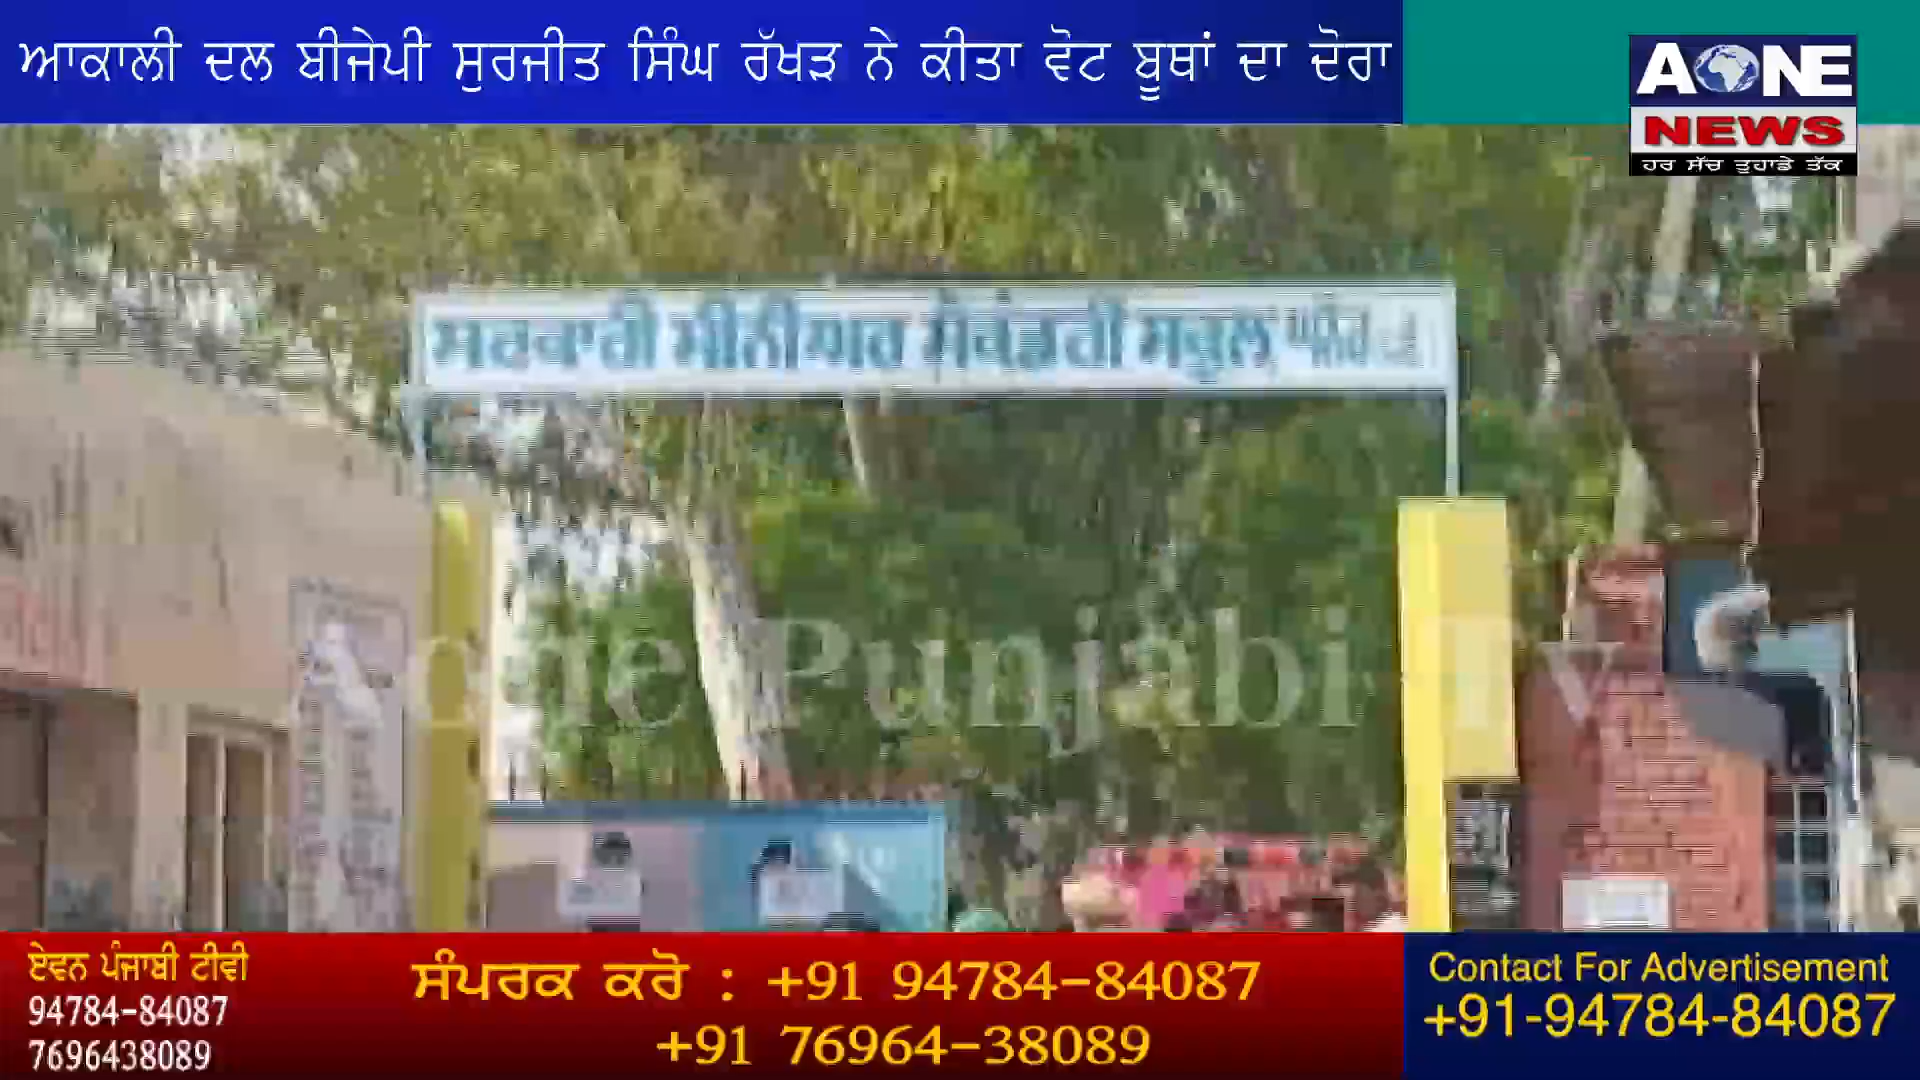 ਆਕਾਲੀ ਦਲ ਬੀਜੇਪੀ ਸੁਰਜੀਤ ਸਿੰਘ ਰੱਖੜ ਨੇ ਕੀਤਾ ਵੋਟ ਬੂਥਾਂ ਦਾ ਦੋਰਾ
AONE
NEWS
ਹਰ ਸੱਚ ਤੁਹਾਡੇ ਤੱਕ
ਸਰਕਾਰੀ ਸੀਨੀਅਰ ਸੈਕੰਡਰੀ ਸਕੂਲ
Aone Punjabi Tv
ਏਵਨ ਪੰਜਾਬੀ ਟੀਵੀ
94784-84087
7696438089
ਸੰਪਰਕ ਕਰੋ : +91 94784-84087
+91 76964-38089
Contact For Advertisement
+91-94784-84087